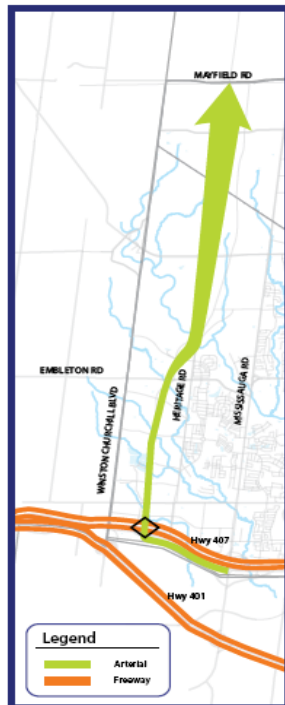 MAYFIELD RD
EMBLETON RD
WINSTON CHURCHILL BLVD
HERITAGE RD
MISSISSAUGA RD
Hwy 407
Hwy 401
Legend
Arterial
Freeway